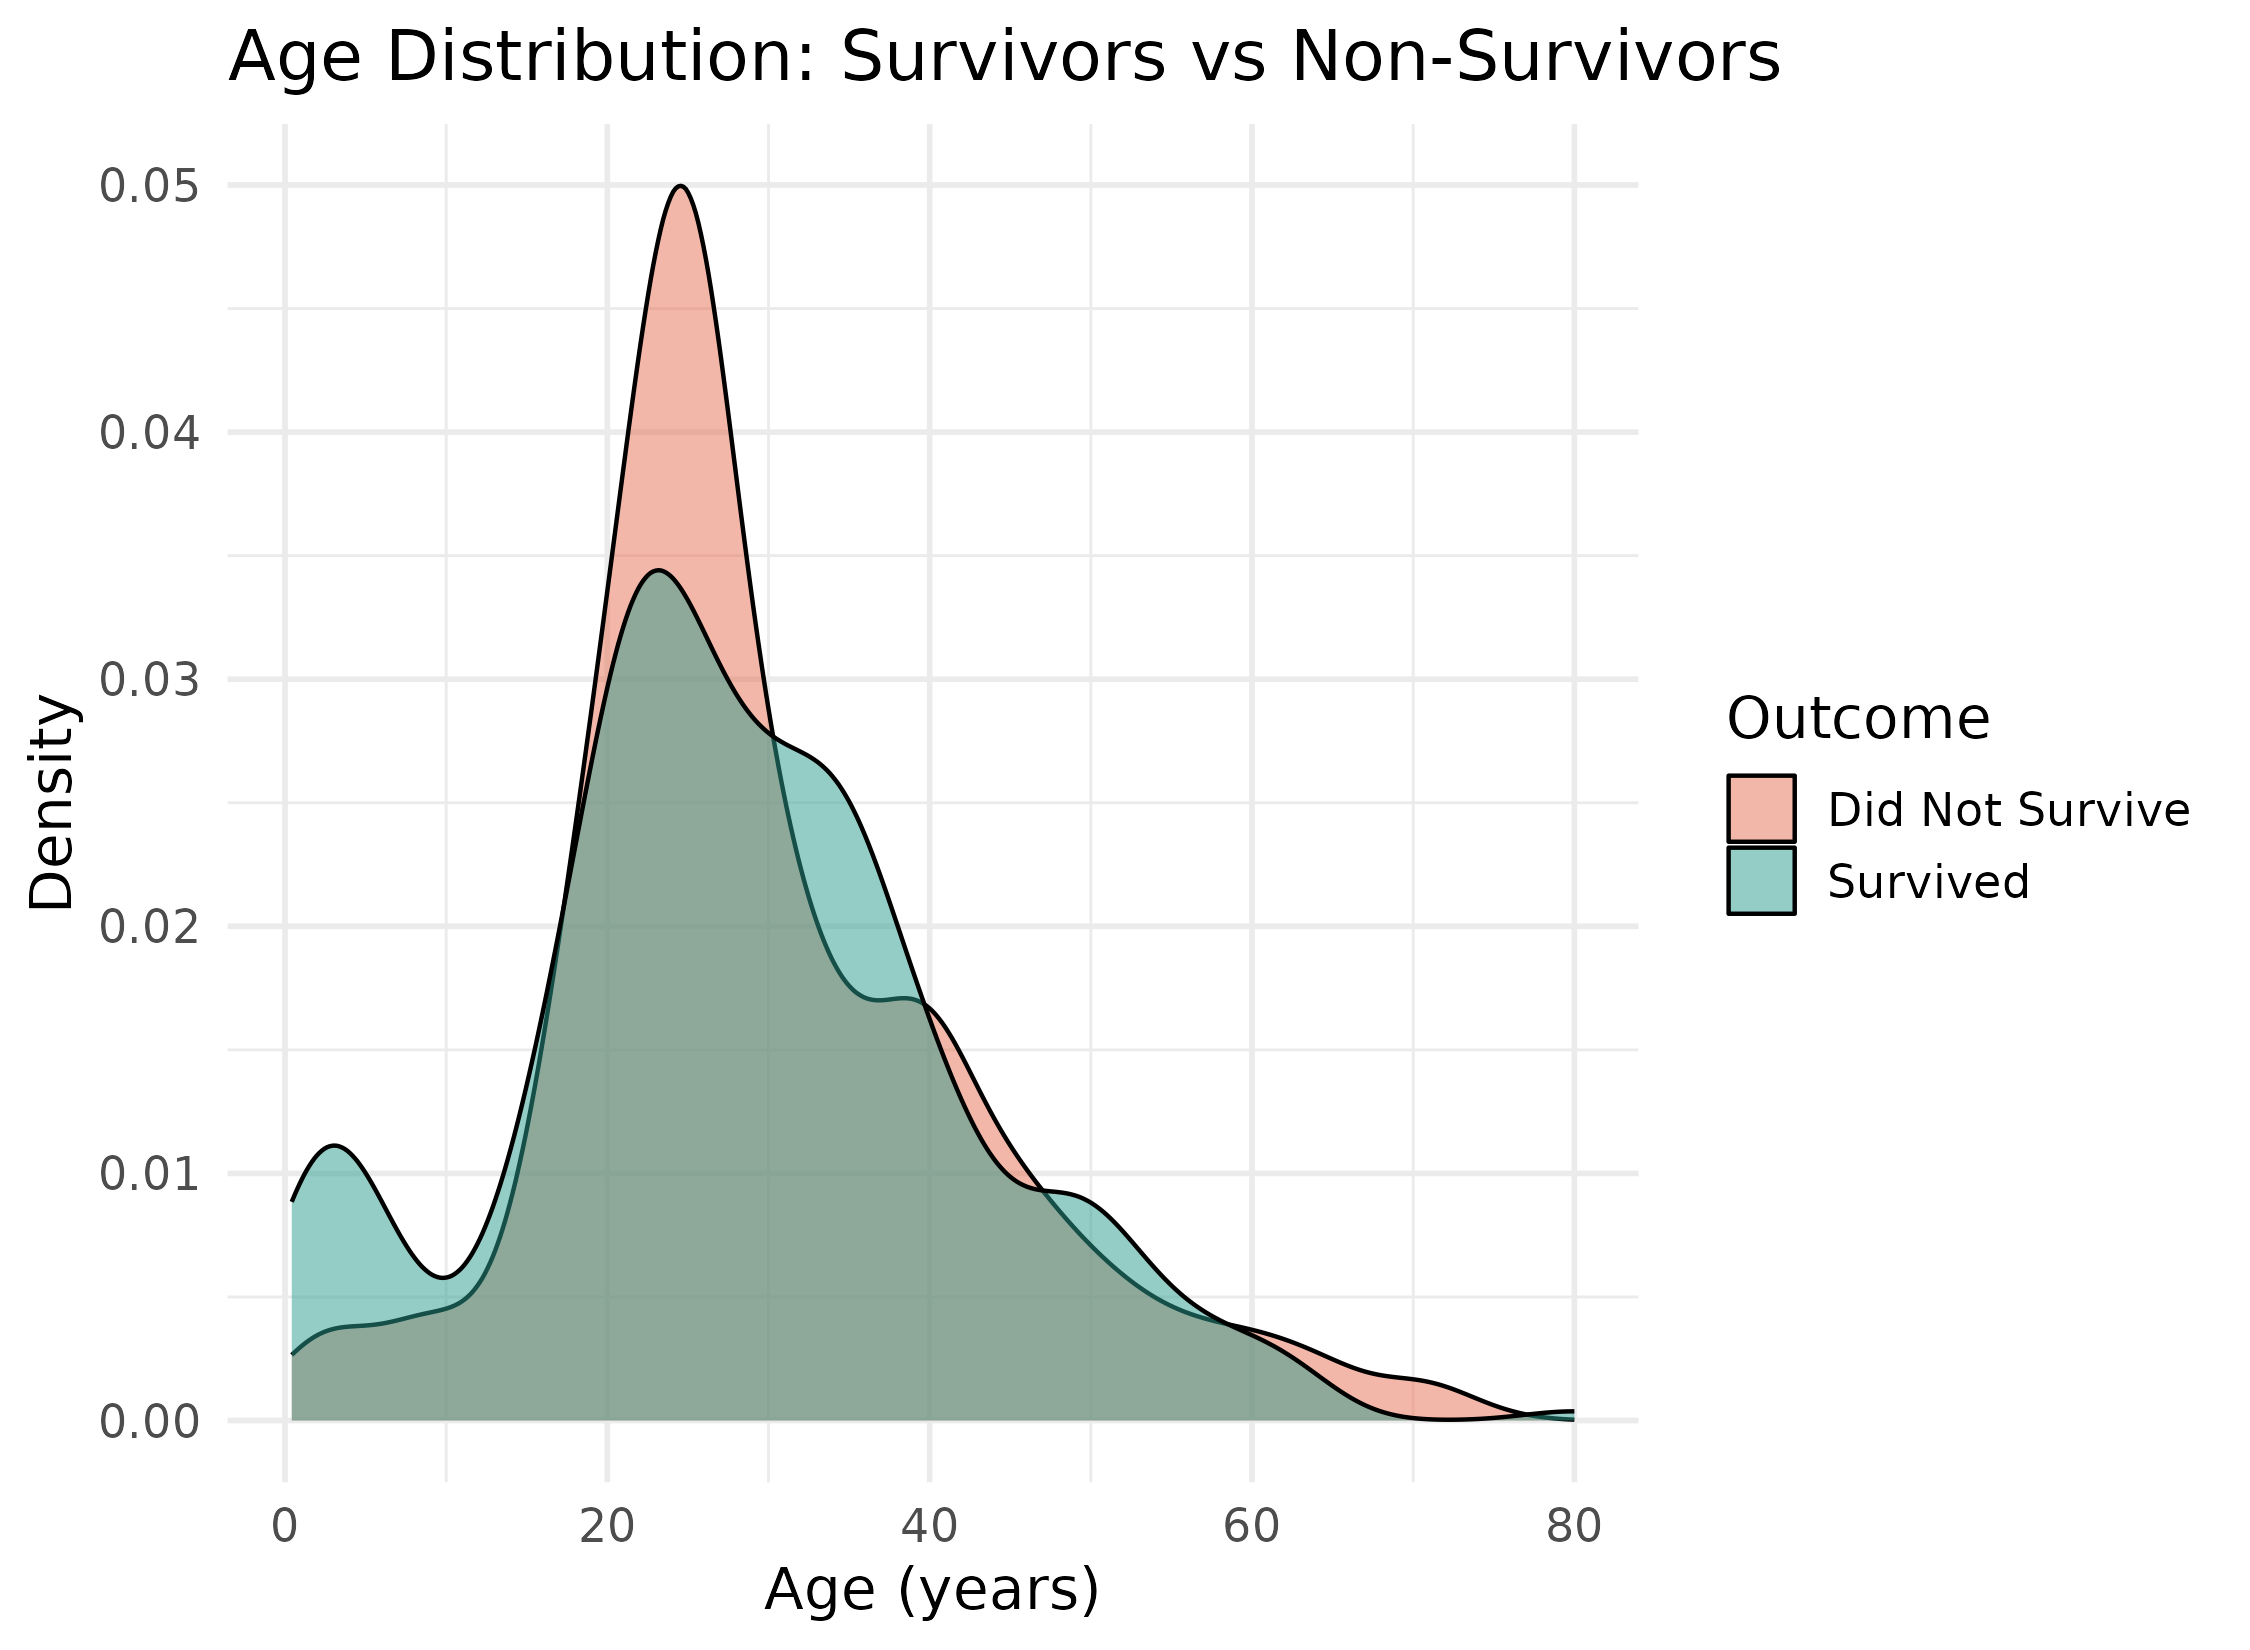 Age Distribution: Survivors vs Non-Survivors
0.05
0.04
0.03
0.02
0.01
0.00
Density
0
20
40
60
80
Age (years)
Outcome
Did Not Survive
Survived